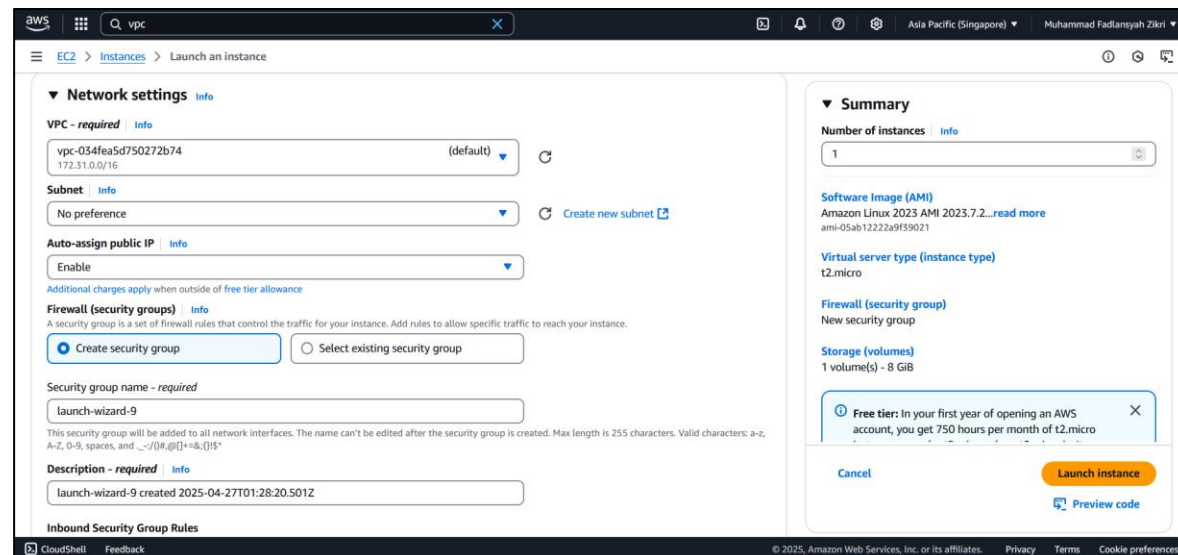 aws
vpc
Asia Pacific (Singapore)
Muhammad Fadlansyah Zikri
EC2 > Instances > Launch an instance
Network settings Info
VPC - required Info
vpc-034fea5d750272b74 (default)
172.31.0.0/16
Subnet Info
No preference
Create new subnet
Auto-assign public IP Info
Enable
Additional charges apply when outside of free tier allowance
Firewall (security groups) Info
A security group is a set of firewall rules that control the traffic for your instance. Add rules to allow specific traffic to reach your instance.
Create security group
Select existing security group
Security group name - required
launch-wizard-9
This security group will be added to all network interfaces. The name can't be edited after the security group is created. Max length is 255 characters. Valid characters: a-z,
A-Z, 0-9, spaces, and ._-:/()#,@[]+=&;{}!$*
Description - required Info
launch-wizard-9 created 2025-04-27T01:28:20.501Z
Inbound Security Group Rules
Summary
Number of instances Info
1
Software Image (AMI)
Amazon Linux 2023 AMI 2023.7.2...read more
ami-05ab12222a9f39021
Virtual server type (instance type)
t2.micro
Firewall (security group)
New security group
Storage (volumes)
1 volume(s) - 8 GiB
Free tier: In your first year of opening an AWS
account, you get 750 hours per month of t2.micro
Cancel
Launch instance
Preview code
CloudShell Feedback
© 2025, Amazon Web Services, Inc. or its affiliates. Privacy Terms Cookie preferences